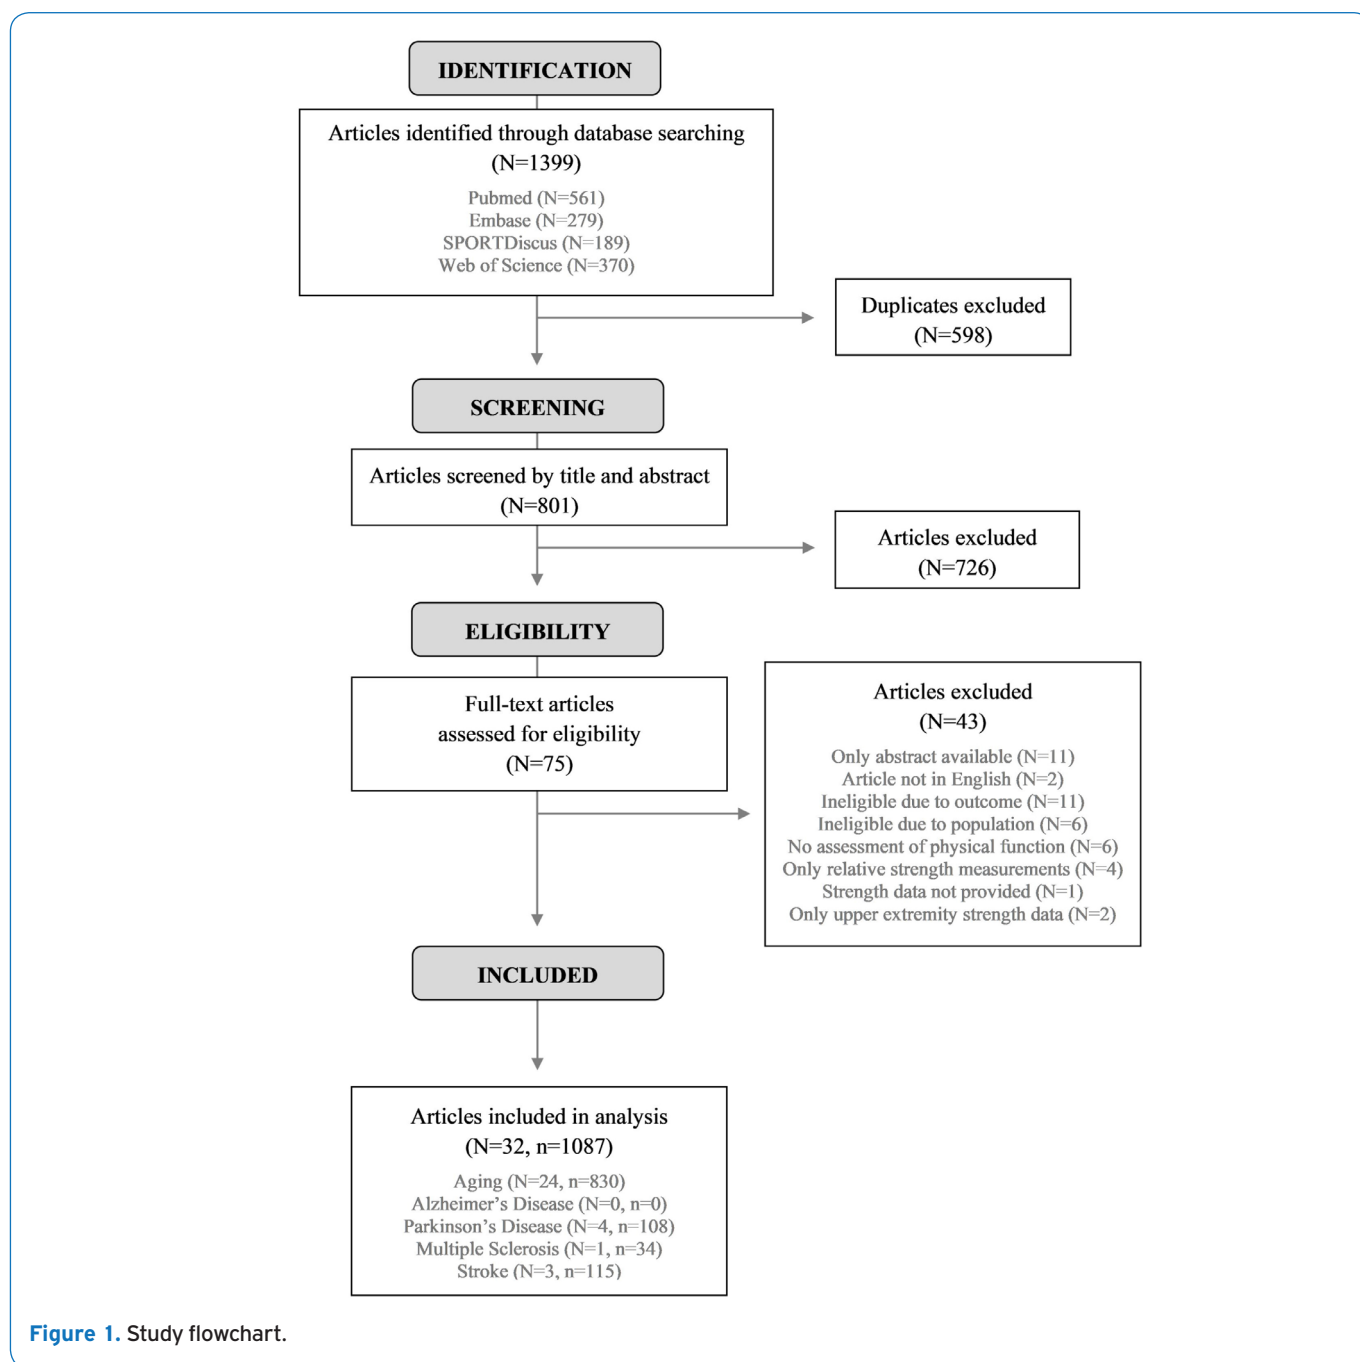 IDENTIFICATION
Articles identified through database searching
(N=1399)
Pubmed (N=561)
Embase (N=279)
SPORTDiscus (N=189)
Web of Science (N=370)
Duplicates excluded
(N=598)
SCREENING
Articles screened by title and abstract
(N=801)
Articles excluded
(N=726)
ELIGIBILITY
Full-text articles
assessed for eligibility
(N=75)
Articles excluded
(N=43)
Only abstract available (N=11)
Article not in English (N=2)
Ineligible due to outcome (N=11)
Ineligible due to population (N=6)
No assessment of physical function (N=6)
Only relative strength measurements (N=4)
Strength data not provided (N=1)
Only upper extremity strength data (N=2)
INCLUDED
Articles included in analysis
(N=32, n=1087)
Aging (N=24, n=830)
Alzheimer's Disease (N=0, n=0)
Parkinson's Disease (N=4, n=108)
Multiple Sclerosis (N=1, n=34)
Stroke (N=3, n=115)
Figure 1. Study flowchart.